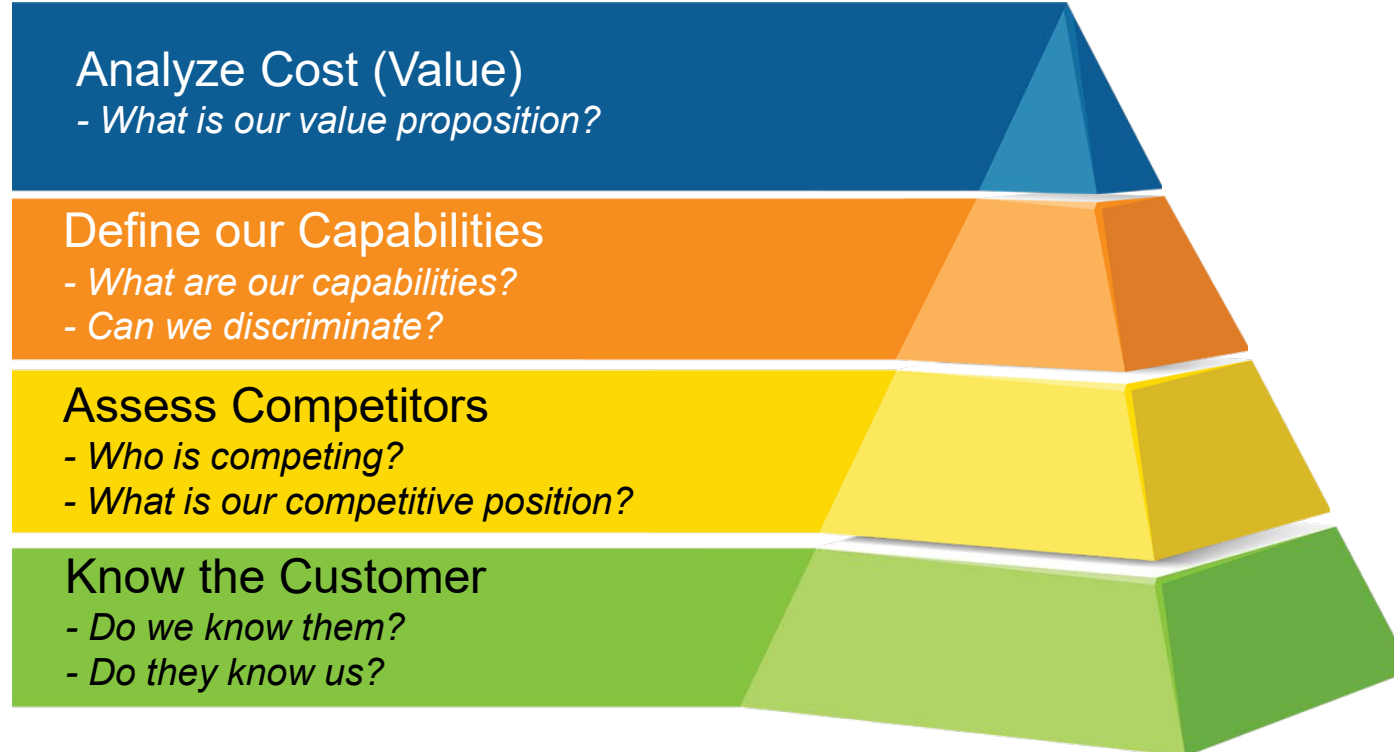 Analyze Cost (Value)
- What is our value proposition?
Define our Capabilities
- What are our capabilities?
- Can we discriminate?
Assess Competitors
- Who is competing?
- What is our competitive position?
Know the Customer
- Do we know them?
- Do they know us?